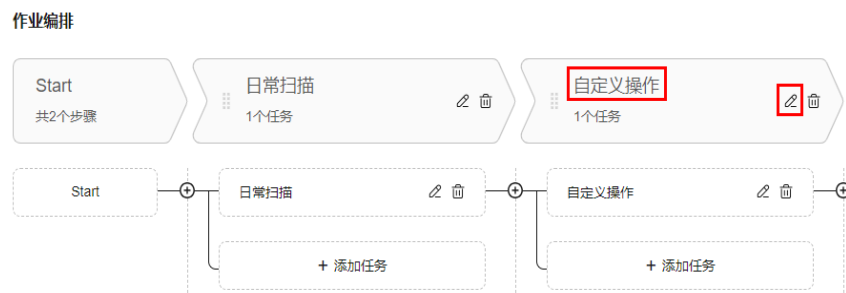 作业编排
Start
共2个步骤
日常扫描
1个任务
自定义操作
1个任务
Start
日常扫描
自定义操作
+ 添加任务
+ 添加任务